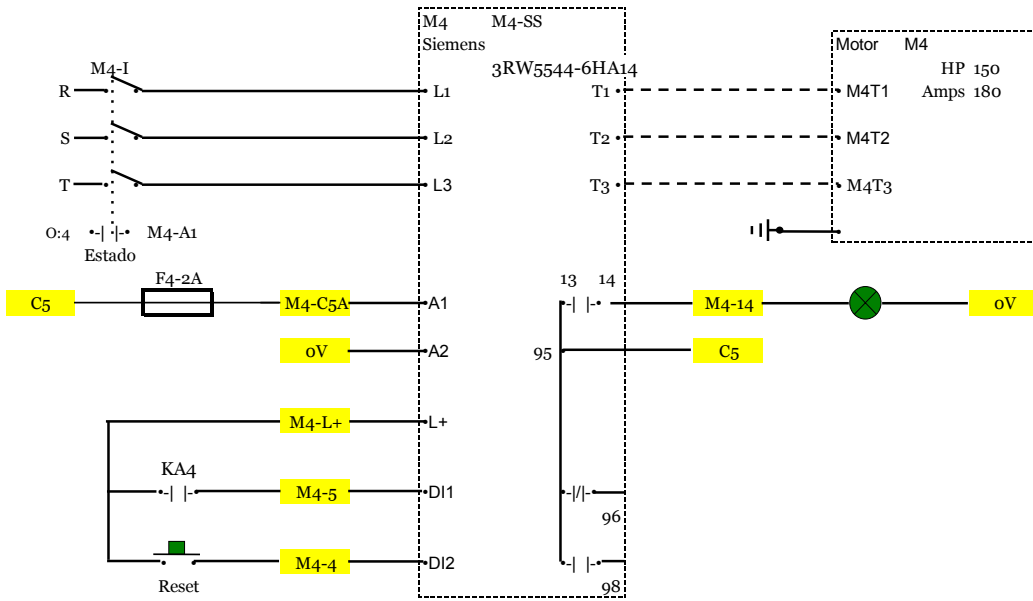 M4 M4-SS
Siemens
3RW5544-6HA14
Motor M4
HP 150
Amps 180
M4-I
R L1 T1 M4T1
S L2 T2 M4T2
T L3 T3 M4T3
O:4 M4-A1
Estado
F4-2A
C5 M4-C5A A1 13 14 M4-14 0V
0V A2 95 C5
M4-L+ L+
KA4
M4-5 DI1
96
M4-4 DI2
Reset 98